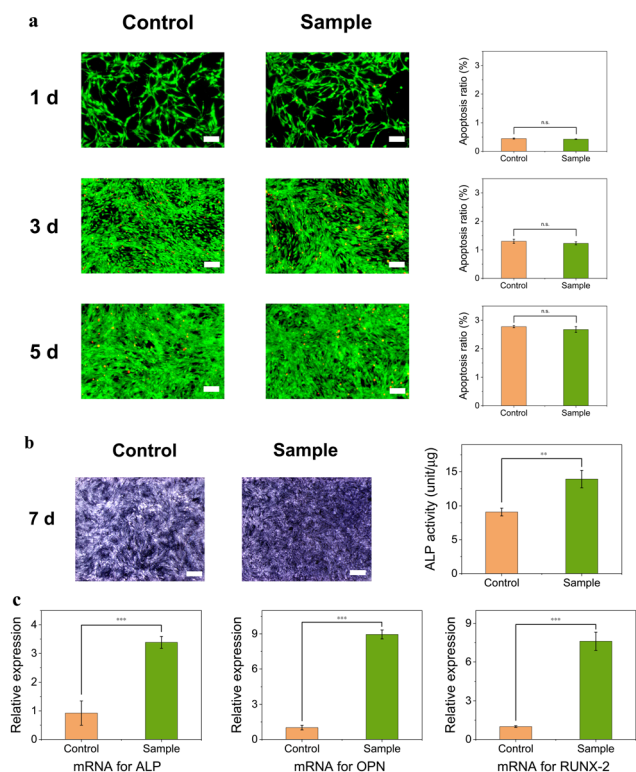 a
Control
Sample
1 d
Apoptosis ratio (%)
3
2
1
0
n.s.
Control
Sample
3 d
Apoptosis ratio (%)
3
2
1
0
n.s.
Control
Sample
5 d
Apoptosis ratio (%)
3
2
1
0
n.s.
Control
Sample
b
Control
Sample
7 d
ALP activity (unit/μg)
15
10
5
0
**
Control
Sample
c
Relative expression
4
3
2
1
0
***
Control
Sample
mRNA for ALP
Relative expression
9
6
3
0
***
Control
Sample
mRNA for OPN
Relative expression
8
6
4
2
0
***
Control
Sample
mRNA for RUNX-2